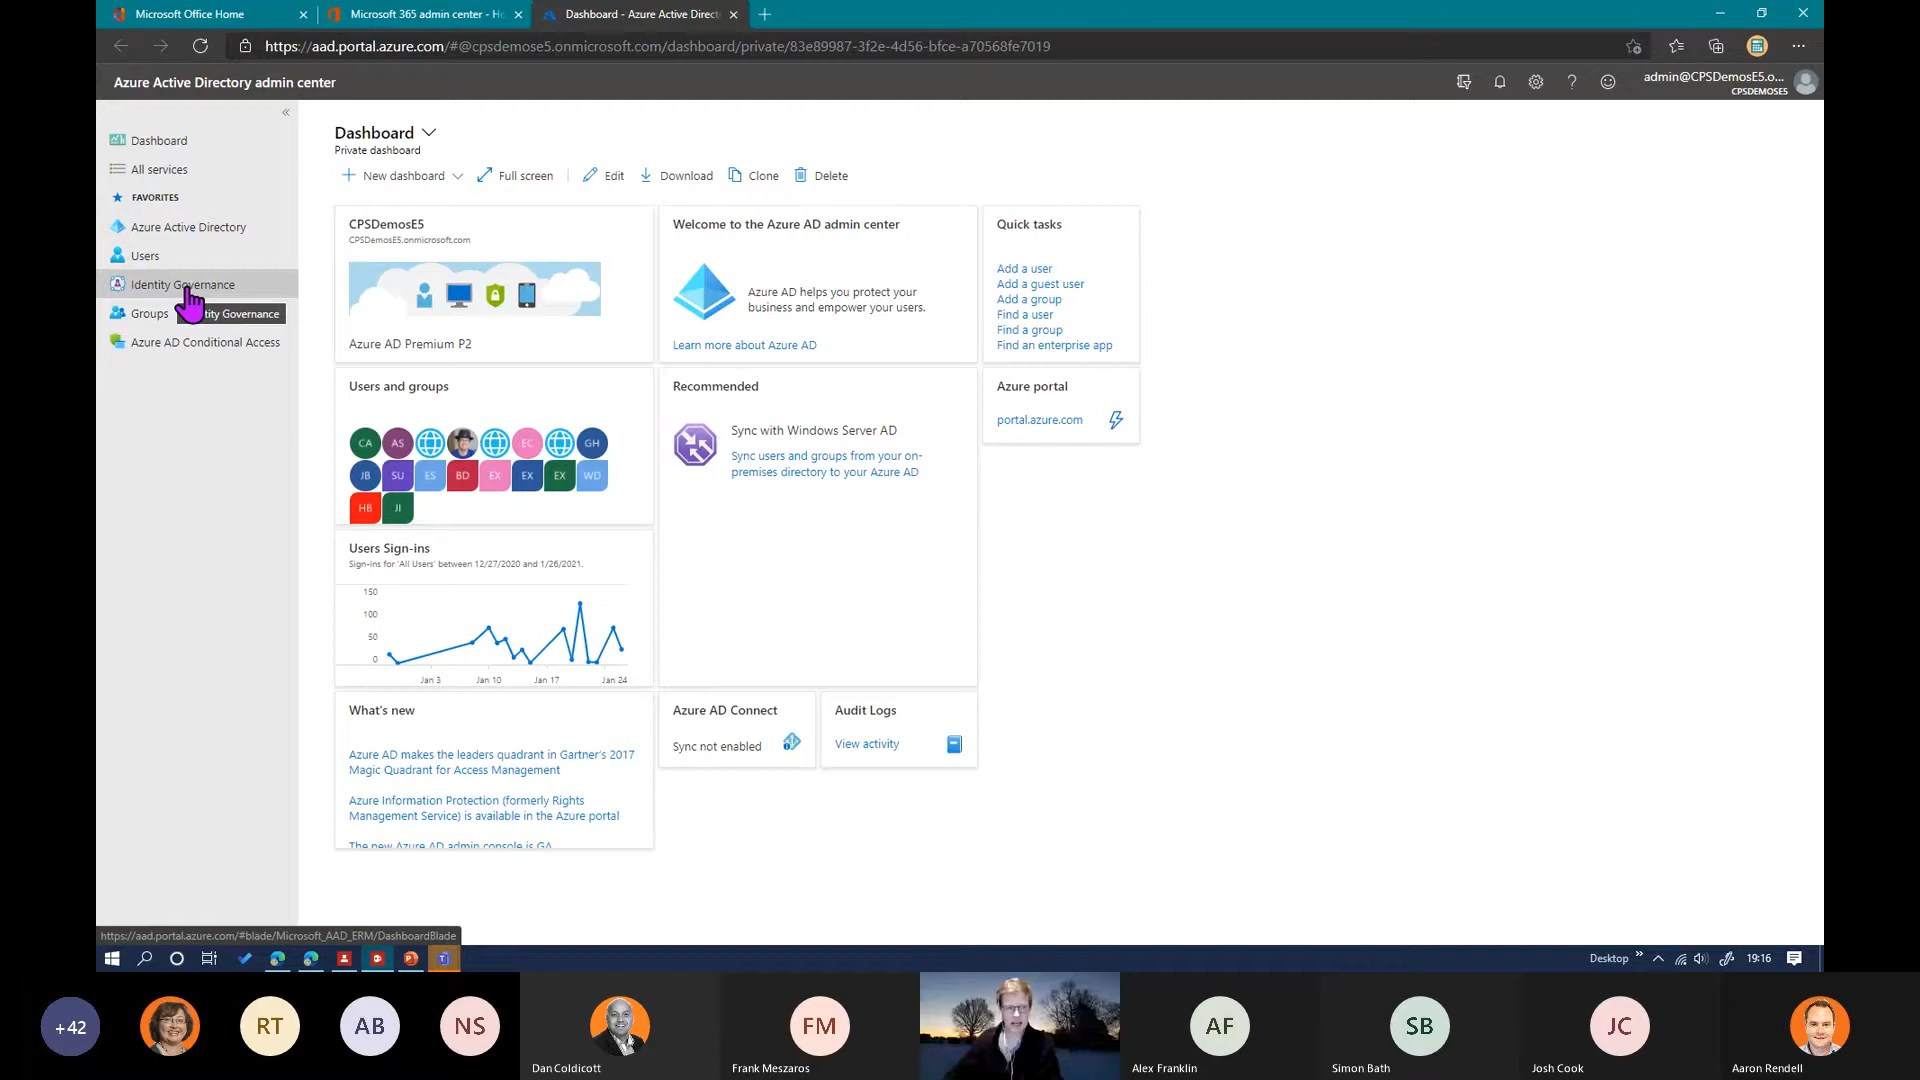 Microsoft Office Home
Microsoft 365 admin center - Ho
Dashboard - Azure Active Direct
https://aad.portal.azure.com/#@cpsdemose5.onmicrosoft.com/dashboard/private/83e89987-3f2e-4d56-bfce-a70568fe7019
Azure Active Directory admin center
admin@CPSDemosE5.o...
CPSDEMOSE5
Dashboard
All services
FAVORITES
Azure Active Directory
Users
Identity Governance
Groups
tity Governance
Azure AD Conditional Access
Dashboard
Private dashboard
New dashboard
Full screen
Edit
Download
Clone
Delete
CPSDemosE5
CPSDemosE5.onmicrosoft.com
Azure AD Premium P2
Welcome to the Azure AD admin center
Azure AD helps you protect your
business and empower your users.
Learn more about Azure AD
Quick tasks
Add a user
Add a guest user
Add a group
Find a user
Find a group
Find an enterprise app
Users and groups
CA AS EC GH
JB SU ES BD EX EX EX WD
HB JI
Recommended
Sync with Windows Server AD
Sync users and groups from your on-
premises directory to your Azure AD
Azure portal
portal.azure.com
Users Sign-ins
Sign-ins for 'All Users' between 12/27/2020 and 1/26/2021.
150
100
50
0
Jan 3 Jan 10 Jan 17 Jan 24
What's new
Azure AD makes the leaders quadrant in Gartner's 2017
Magic Quadrant for Access Management
Azure Information Protection (formerly Rights
Management Service) is available in the Azure portal
The new Azure AD admin console is GA
Azure AD Connect
Sync not enabled
Audit Logs
View activity
https://aad.portal.azure.com/#blade/Microsoft_AAD_ERM/DashboardBlade
Desktop
19:16
+42
RT
AB
NS
Dan Coldicott
FM
Frank Meszaros
AF
Alex Franklin
SB
Simon Bath
JC
Josh Cook
Aaron Rendell